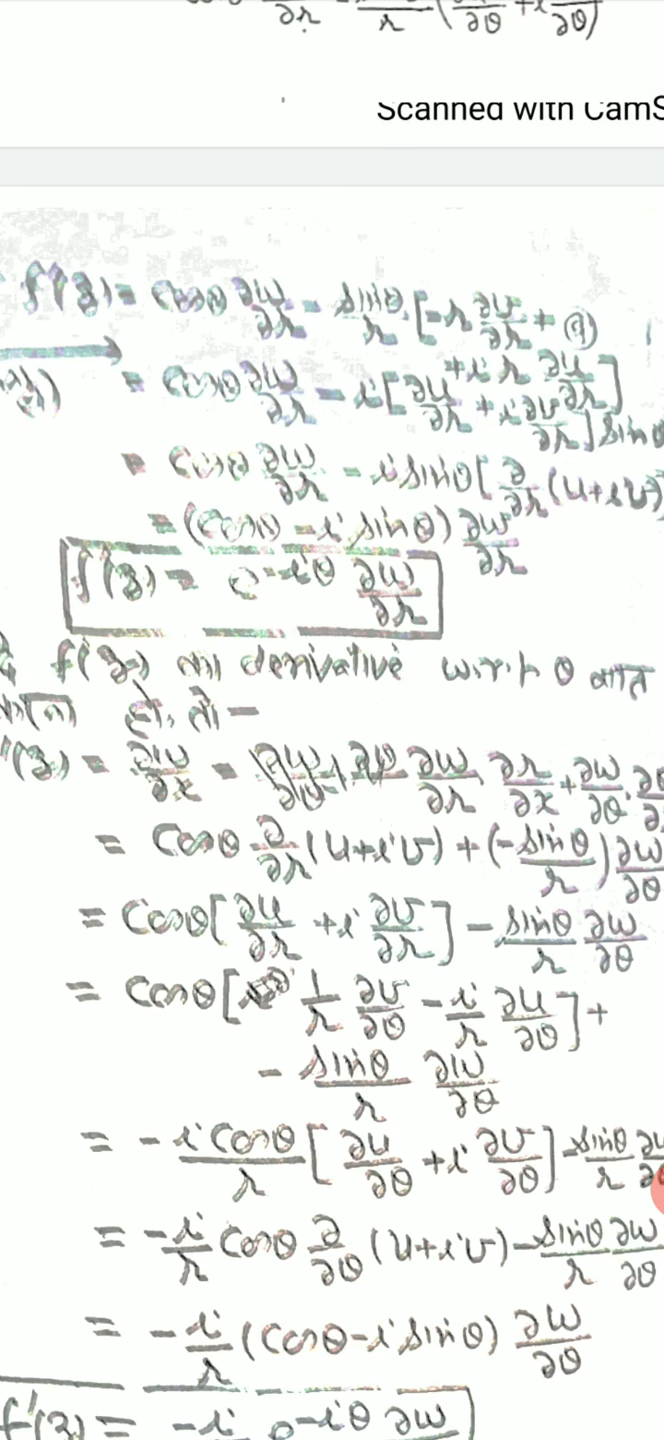 ∂r r (∂θ + i ∂θ)
Scanned with CamS
f'(z) = cosθ ∂w/∂r - sinθ/r [-r ∂v/∂r +
+ i r ∂u/∂r]
= cosθ ∂w/∂r - i[∂u/∂r + i ∂v/∂r] sinθ
= cosθ ∂w/∂r - i sinθ[∂/∂r (u+iv)
= (cosθ - i sinθ) ∂w/∂r
f'(z) = e^-iθ ∂w/∂r
f'(z) का derivative w.r.t θ
हो, तो -
'(z) = ∂w/∂x = ∂w/∂r . ∂r/∂x + ∂w/∂θ .
= cosθ ∂/∂r (u+iv) + (-sinθ/r) ∂w/∂θ
= cosθ[∂u/∂r + i ∂v/∂r] - sinθ/r ∂w/∂θ
= cosθ[ 1/r ∂v/∂θ - i/r ∂u/∂θ] +
- sinθ/r ∂w/∂θ
= - i cosθ/r [∂u/∂θ + i ∂v/∂θ] - sinθ/r
= -i/r cosθ ∂/∂θ (u+iv) - sinθ/r ∂w/∂θ
= -i/r (cosθ - i sinθ) ∂w/∂θ
f'(z) = -i e^-iθ ∂w